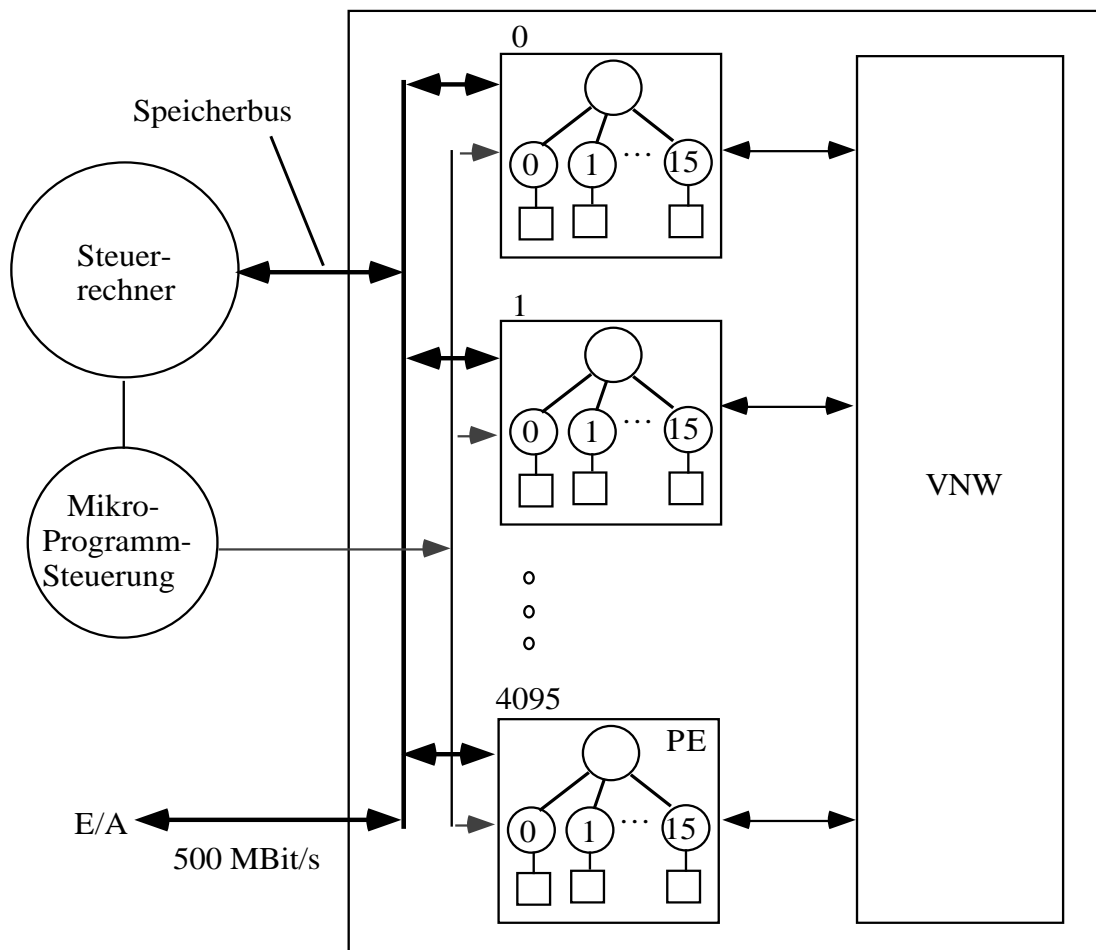 0
Speicherbus
0 1 ... 15
Steuer-
rechner
1
0 1 ... 15
VNW
Mikro-
Programm-
Steuerung
4095
PE
0 1 ... 15
E/A
500 MBit/s